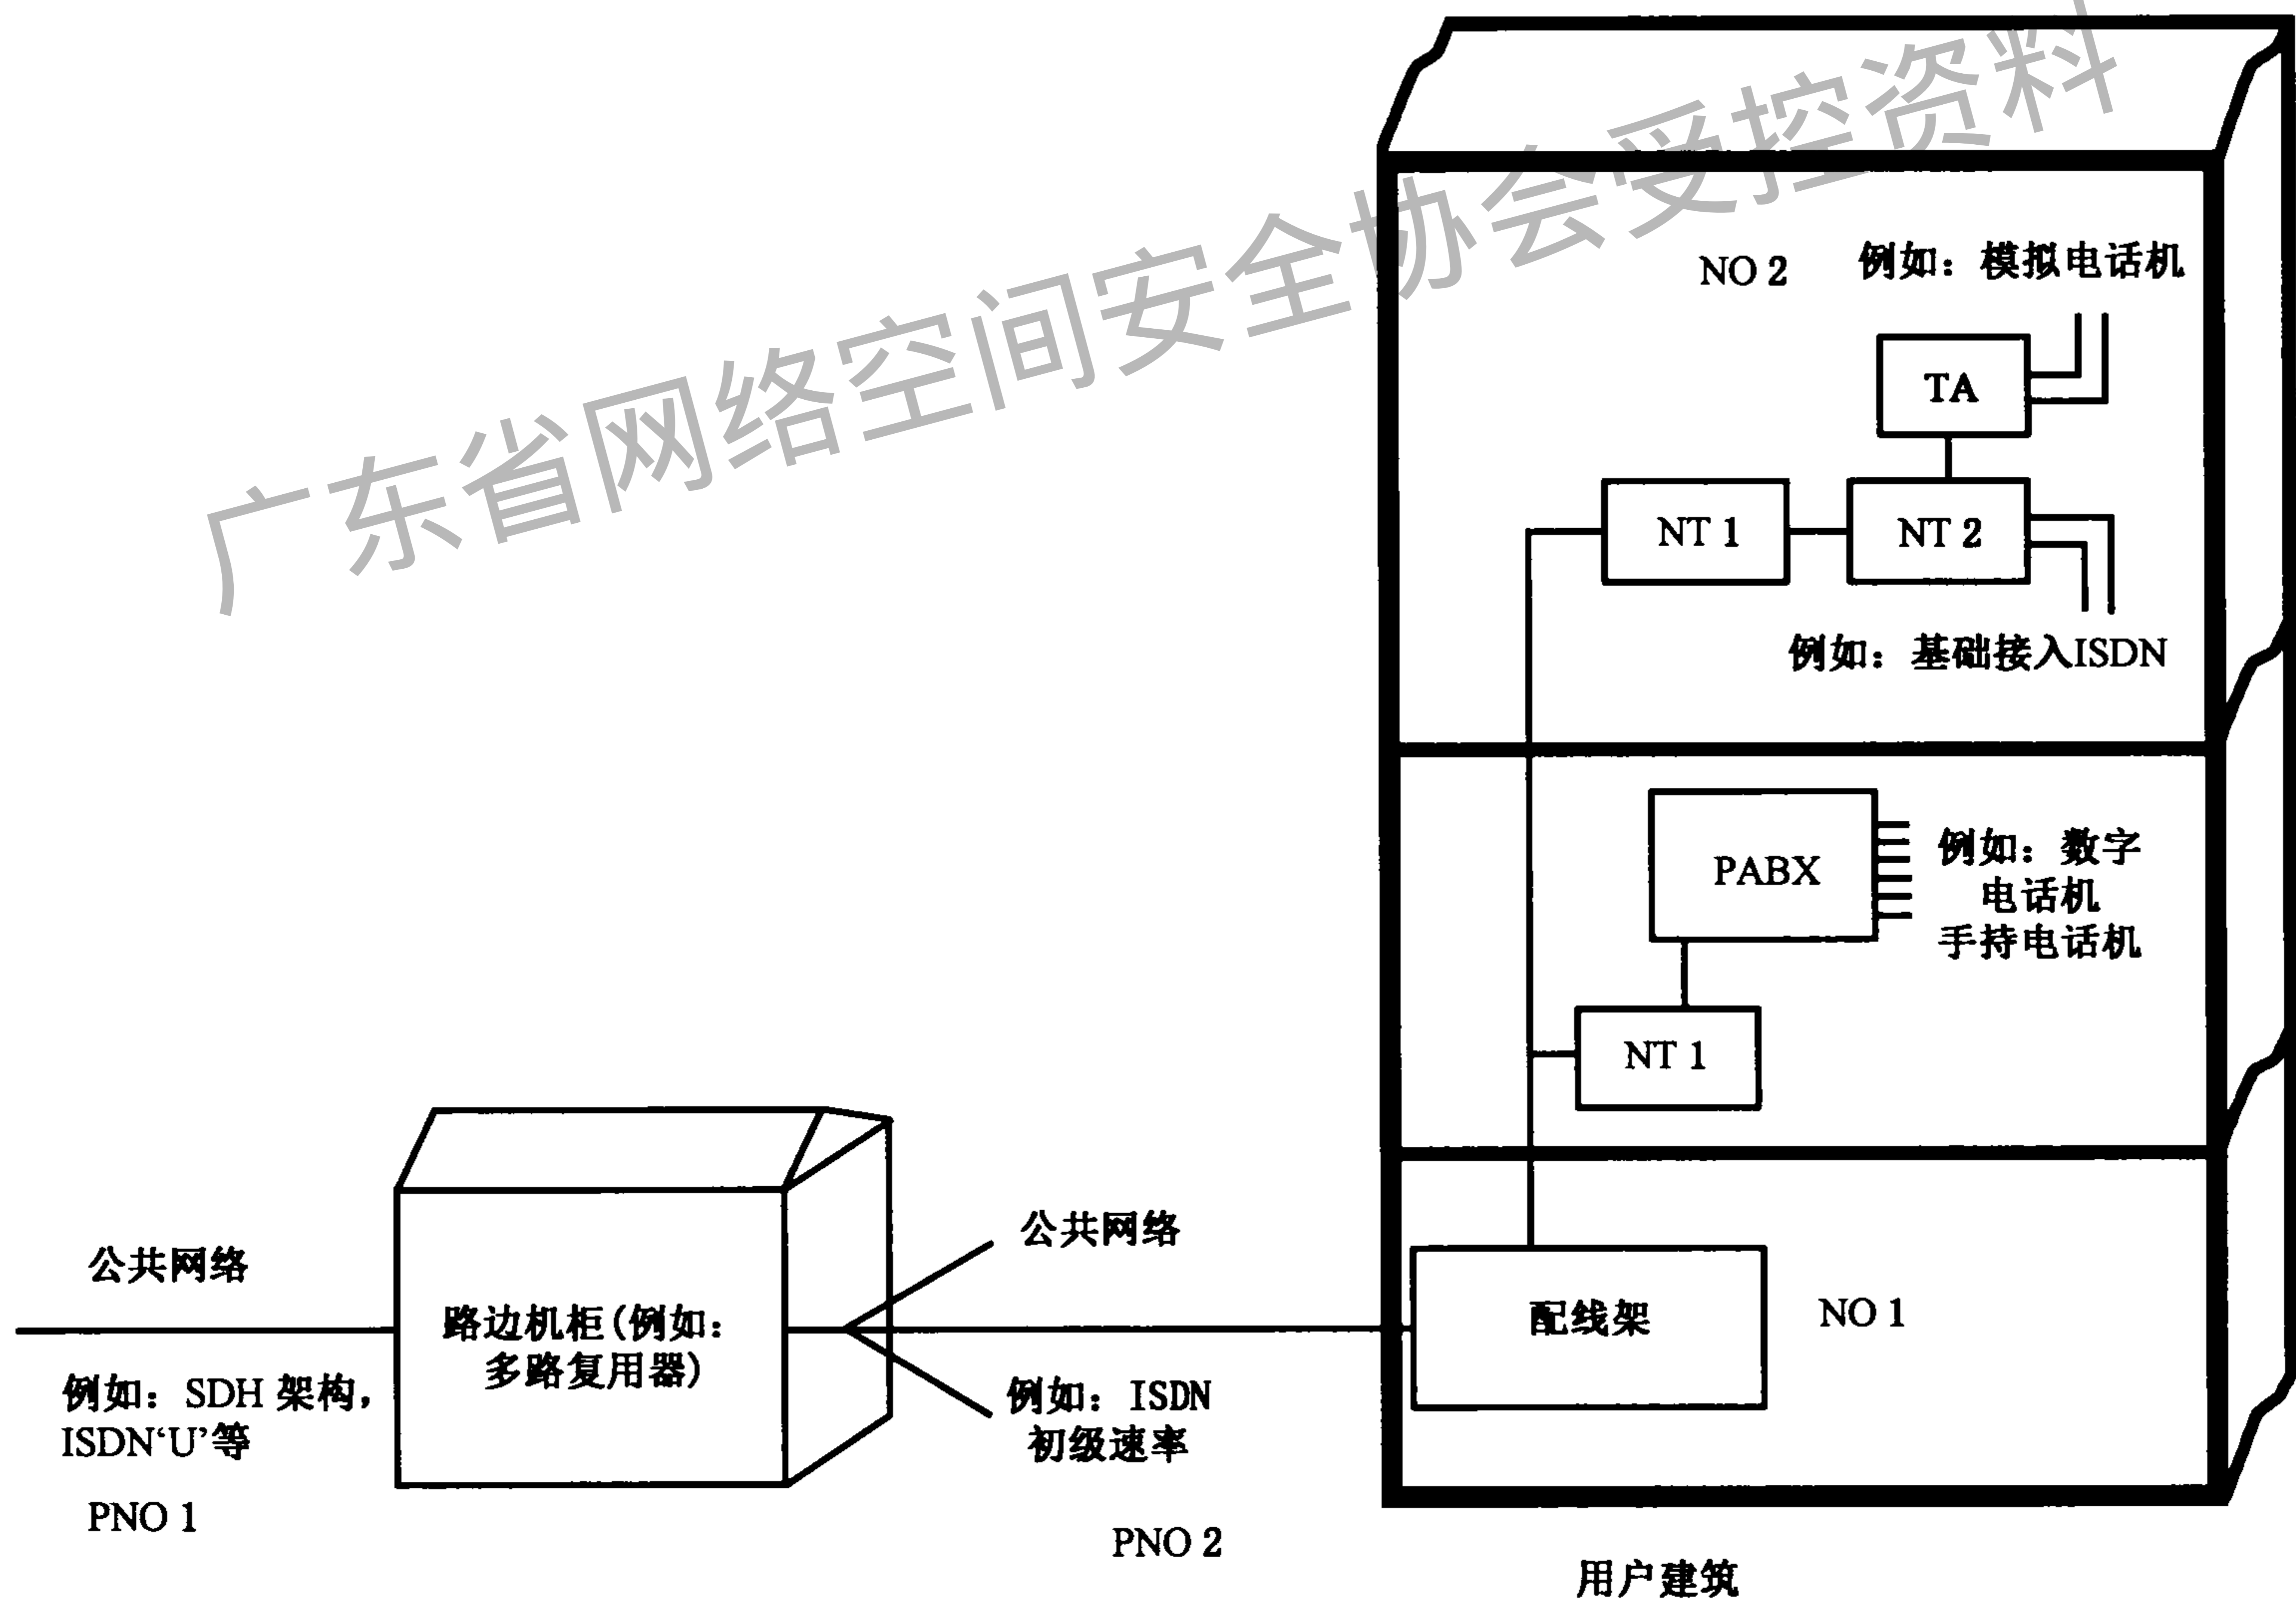 广东省网络空间安全协会受控资料
NO 2
例如：模拟电话机
TA
NT 1
NT 2
例如：基础接入ISDN
PABX
例如：数字
电话机
手持电话机
NT 1
公共网络
例如：SDH 架构，
ISDN‘U’等
PNO 1
路边机柜(例如：
多路复用器)
公共网络
例如：ISDN
初级速率
PNO 2
配线架
NO 1
用户建筑